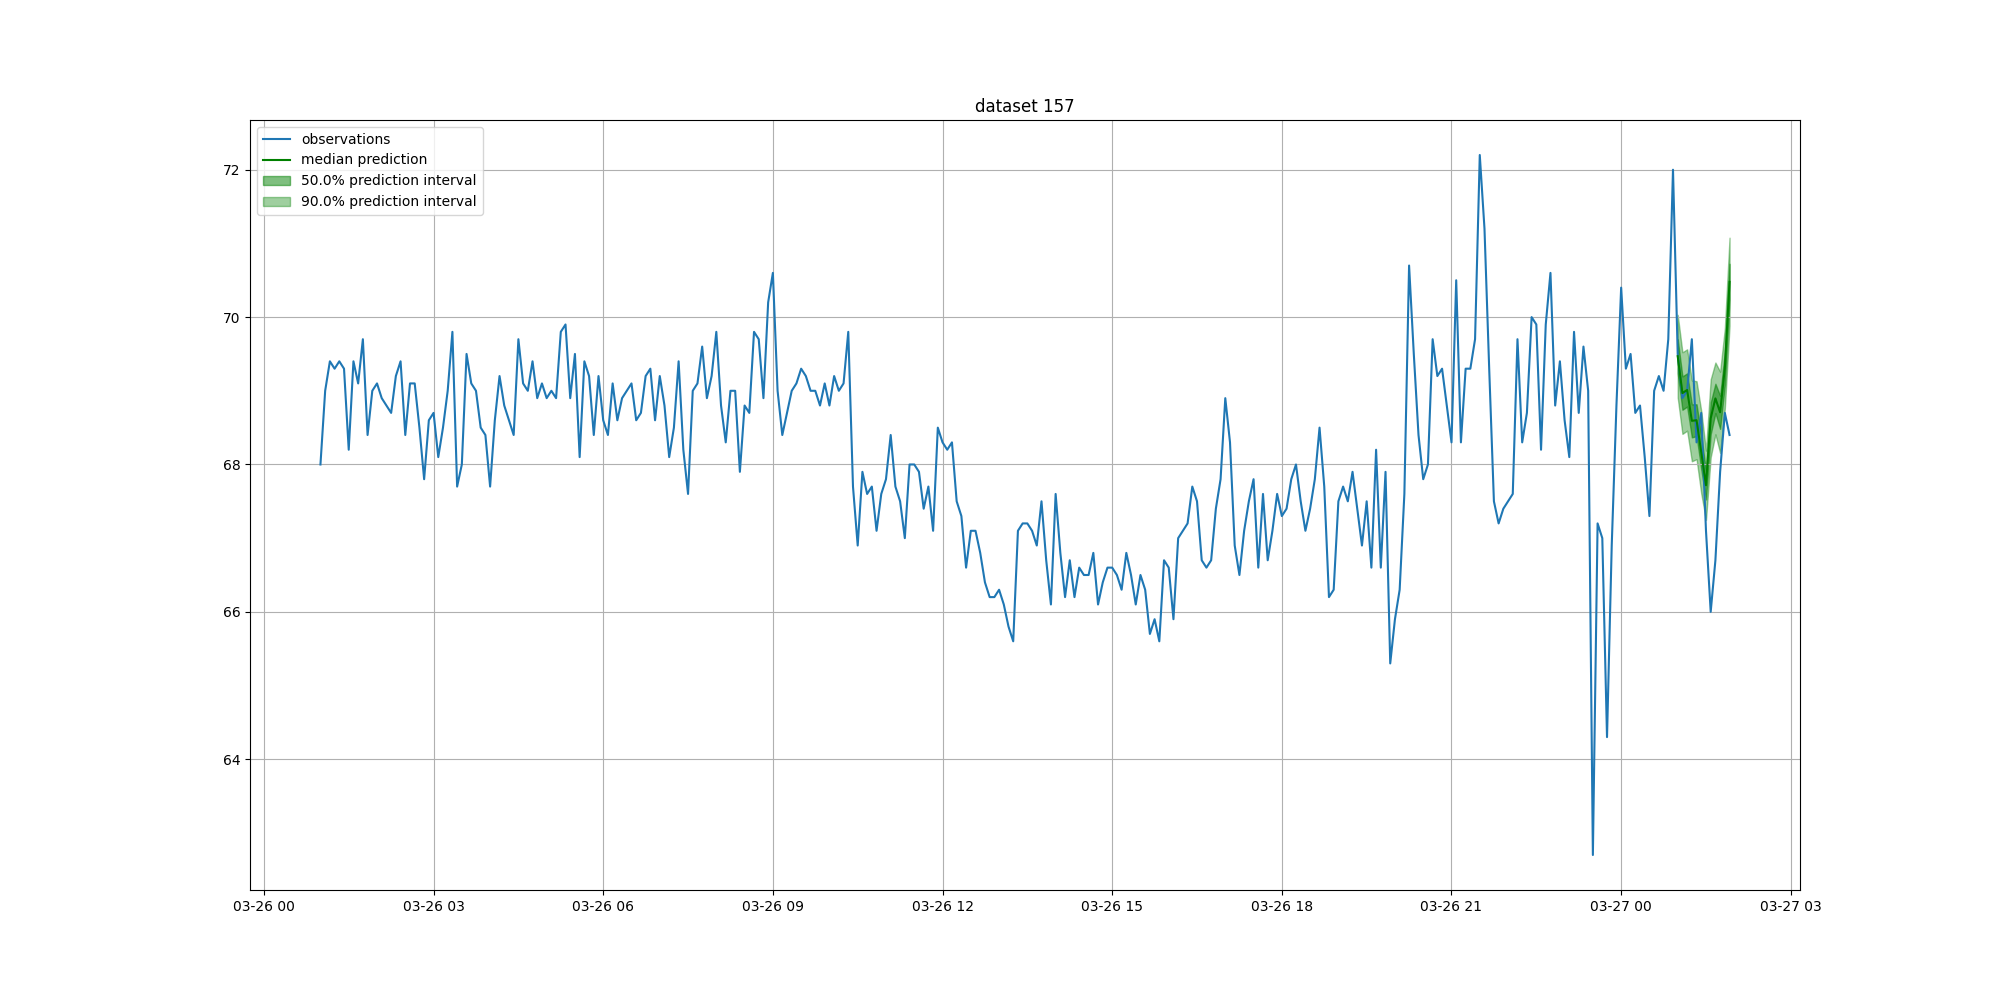 dataset 157
observations
median prediction
50.0% prediction interval
90.0% prediction interval
72
70
68
66
64
03-26 00 03-26 03 03-26 06 03-26 09 03-26 12 03-26 15 03-26 18 03-26 21 03-27 00 03-27 03